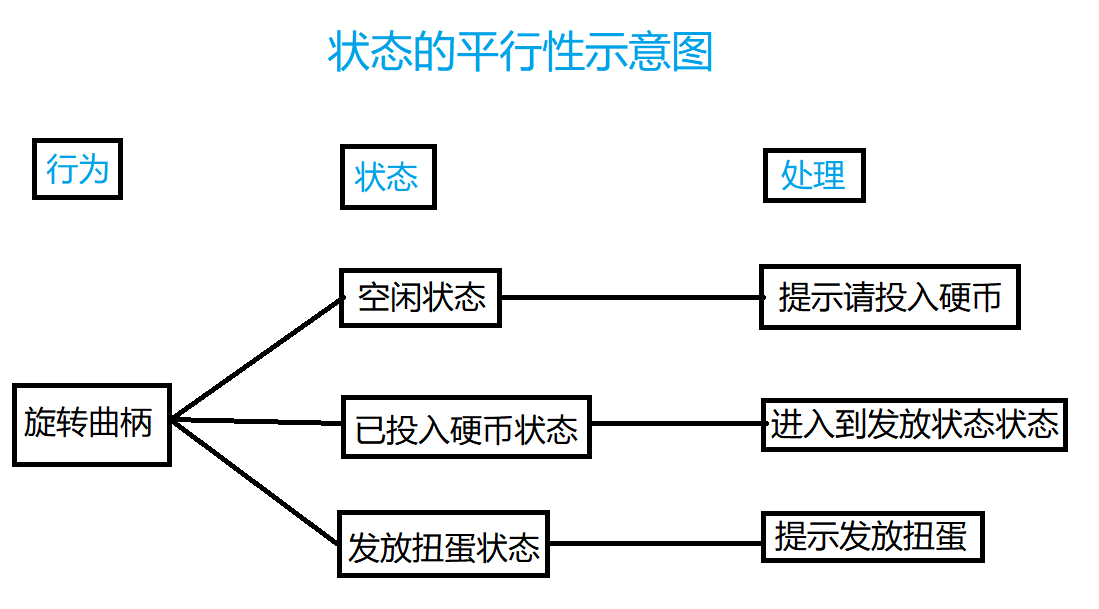 状态的平行性示意图
行为
状态
处理
空闲状态
提示请投入硬币
旋转曲柄
已投入硬币状态
进入到发放状态状态
发放扭蛋状态
提示发放扭蛋